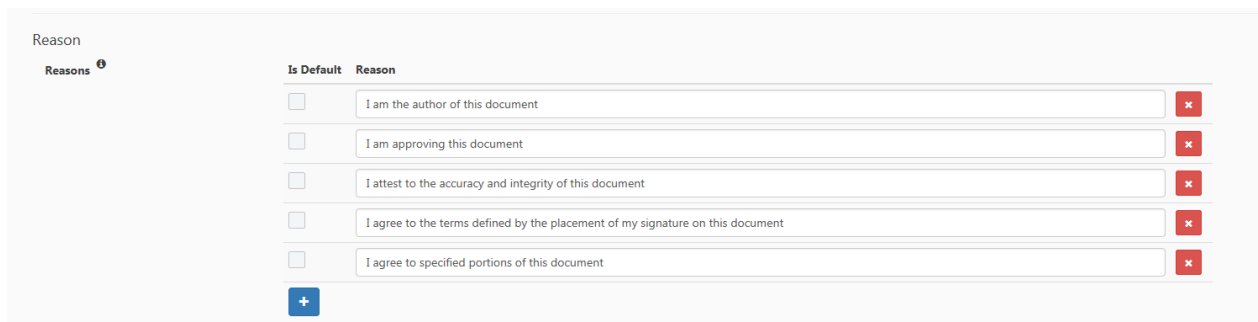 Reason
Reasons
Is Default Reason
I am the author of this document
I am approving this document
I attest to the accuracy and integrity of this document
I agree to the terms defined by the placement of my signature on this document
I agree to specified portions of this document